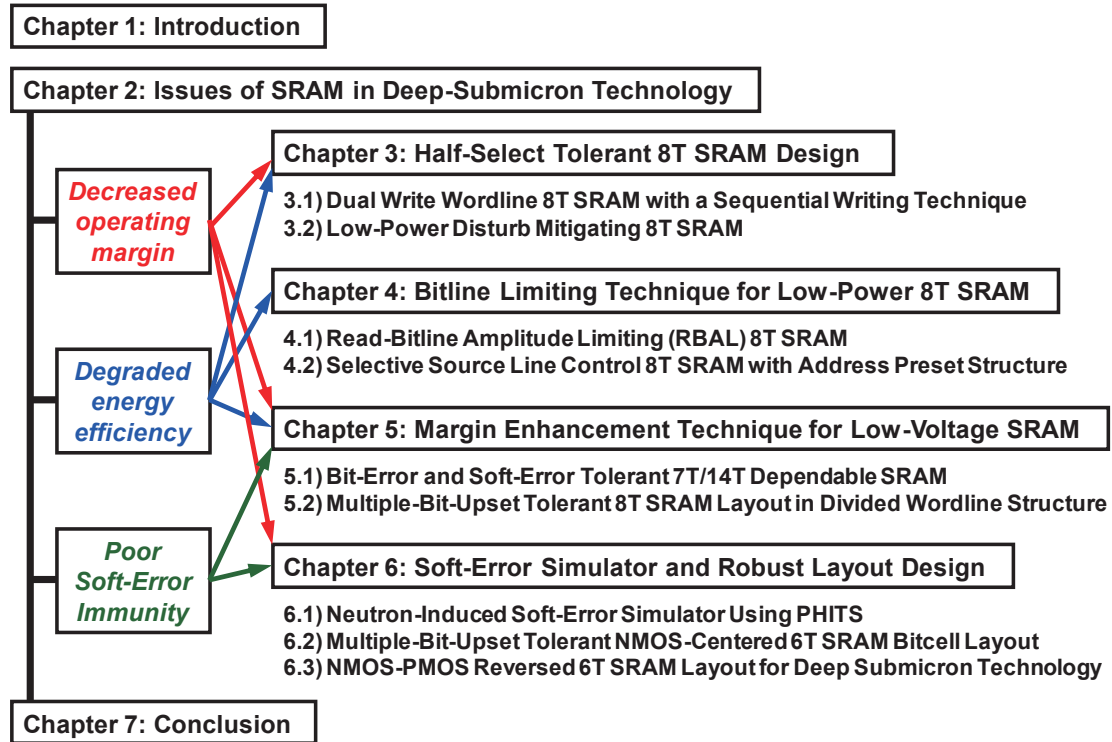 Chapter 1: Introduction
Chapter 2: Issues of SRAM in Deep-Submicron Technology
Decreased
operating
margin
Degraded
energy
efficiency
Poor
Soft-Error
Immunity
Chapter 3: Half-Select Tolerant 8T SRAM Design
3.1) Dual Write Wordline 8T SRAM with a Sequential Writing Technique
3.2) Low-Power Disturb Mitigating 8T SRAM
Chapter 4: Bitline Limiting Technique for Low-Power 8T SRAM
4.1) Read-Bitline Amplitude Limiting (RBAL) 8T SRAM
4.2) Selective Source Line Control 8T SRAM with Address Preset Structure
Chapter 5: Margin Enhancement Technique for Low-Voltage SRAM
5.1) Bit-Error and Soft-Error Tolerant 7T/14T Dependable SRAM
5.2) Multiple-Bit-Upset Tolerant 8T SRAM Layout in Divided Wordline Structure
Chapter 6: Soft-Error Simulator and Robust Layout Design
6.1) Neutron-Induced Soft-Error Simulator Using PHITS
6.2) Multiple-Bit-Upset Tolerant NMOS-Centered 6T SRAM Bitcell Layout
6.3) NMOS-PMOS Reversed 6T SRAM Layout for Deep Submicron Technology
Chapter 7: Conclusion